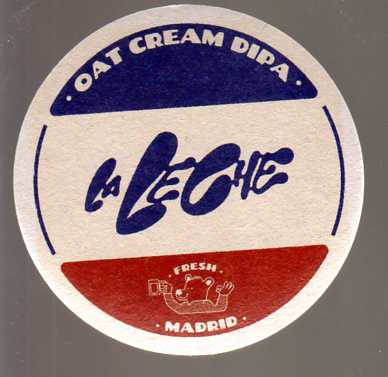 · OAT CREAM DIPA ·
LA LECHE
· FRESH ·
· MADRID ·